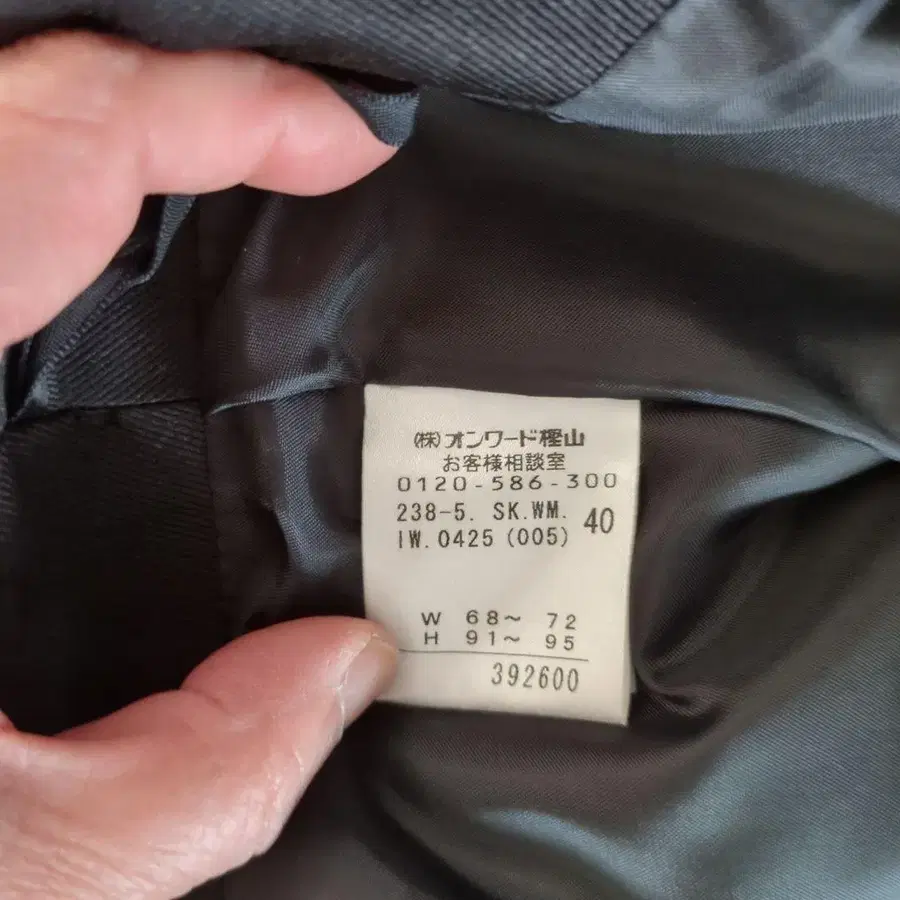 (株)オンワード樫山
お客様相談室
0120-586-300
238-5. SK.WM. 40
IW.0425 (005)
W 68~ 72
H 91~ 95
392600